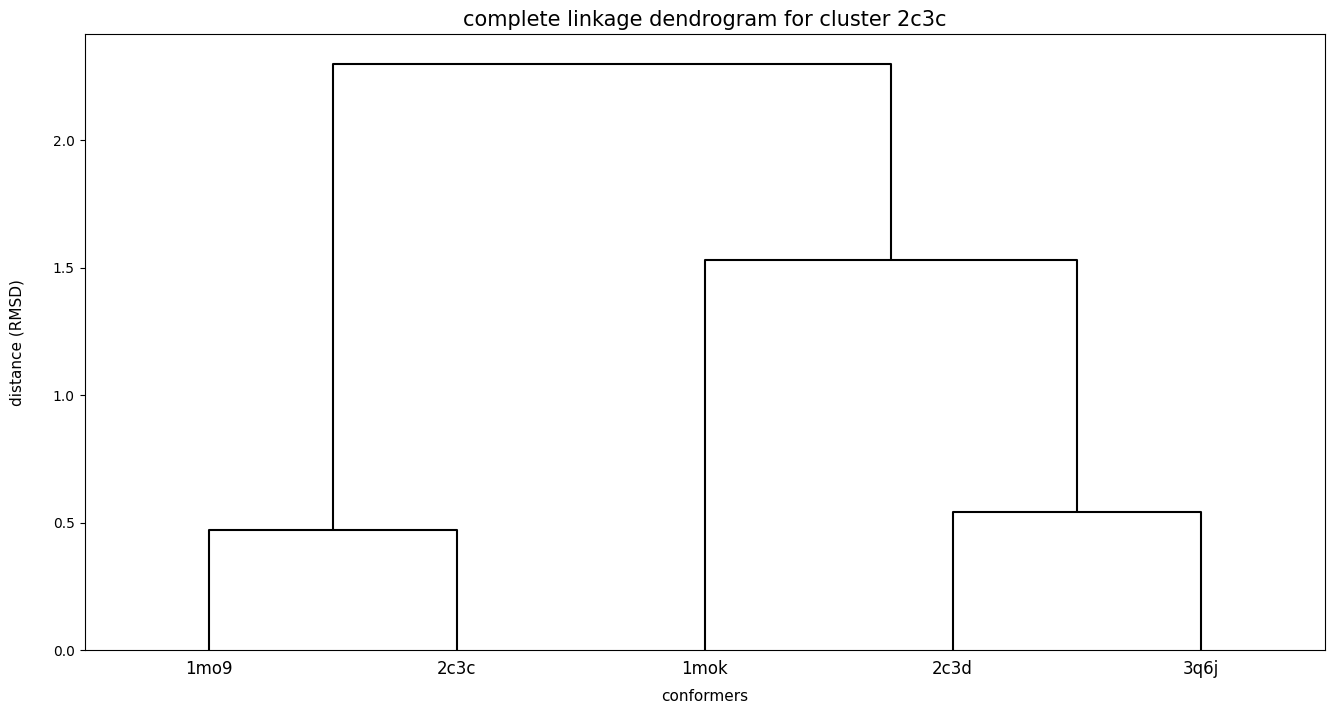 complete linkage dendrogram for cluster 2c3c
distance (RMSD)
2.0
1.5
1.0
0.5
0.0
1mo9 2c3c 1mok 2c3d 3q6j
conformers